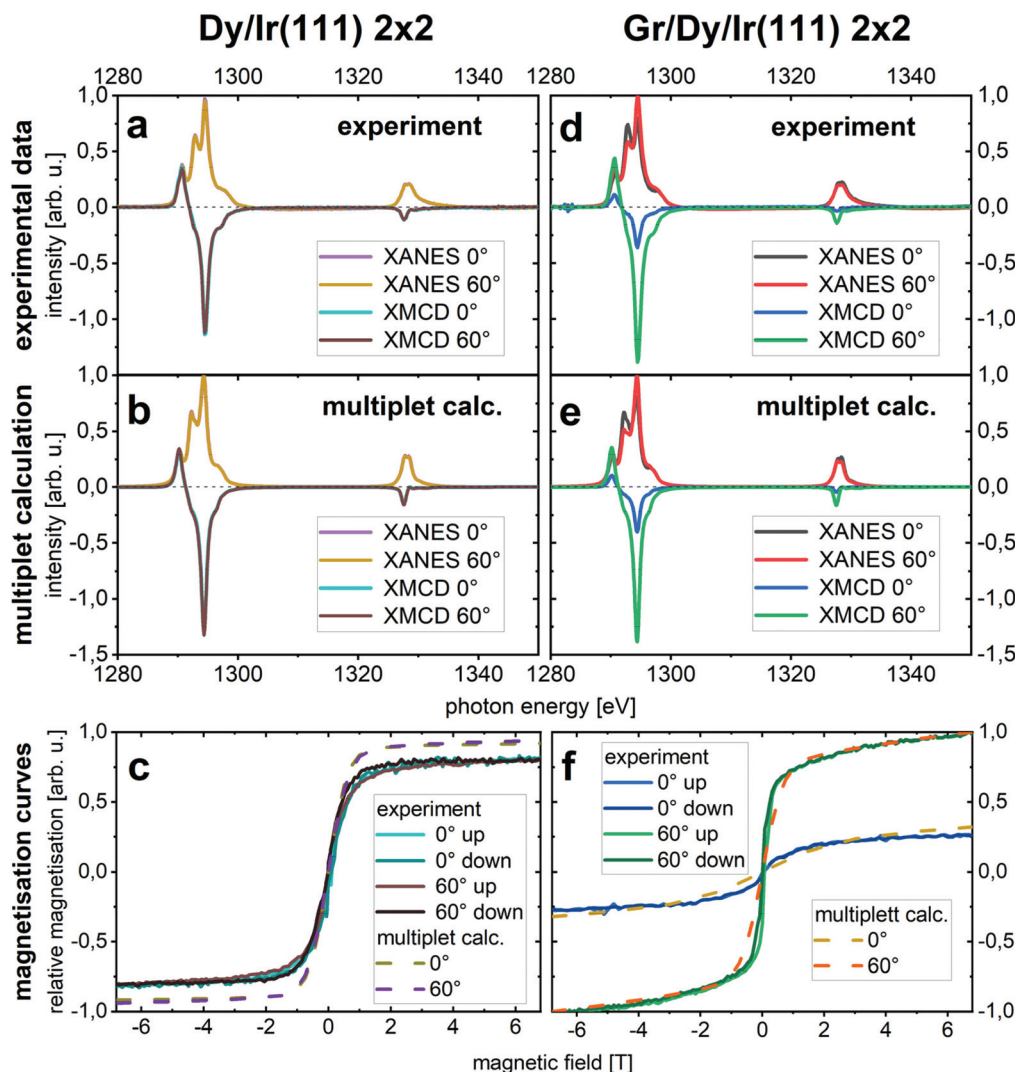 Dy/Ir(111) 2x2
Gr/Dy/Ir(111) 2x2
1280 1300 1320 1340
1280 1300 1320 1340
experimental data
intensity [arb. u.]
1,0
0,5
0,0
-0,5
-1,0
a
experiment
XANES 0°
XANES 60°
XMCD 0°
XMCD 60°
d
experiment
XANES 0°
XANES 60°
XMCD 0°
XMCD 60°
1,0
0,5
0,0
-0,5
-1,0
multiplet calculation
intensity [arb. u.]
1,0
0,5
0,0
-0,5
-1,0
-1,5
b
multiplet calc.
XANES 0°
XANES 60°
XMCD 0°
XMCD 60°
e
multiplet calc.
XANES 0°
XANES 60°
XMCD 0°
XMCD 60°
1,0
0,5
0,0
-0,5
-1,0
-1,5
1280 1300 1320 1340
1280 1300 1320 1340
photon energy [eV]
magnetisation curves
relative magnetisation [arb. u.]
1,0
0,5
0,0
-0,5
-1,0
c
experiment
0° up
0° down
60° up
60° down
multiplet calc.
0°
60°
f
experiment
0° up
0° down
60° up
60° down
multiplett calc.
0°
60°
1,0
0,5
0,0
-0,5
-1,0
-6 -4 -2 0 2 4 6
-6 -4 -2 0 2 4 6
magnetic field [T]